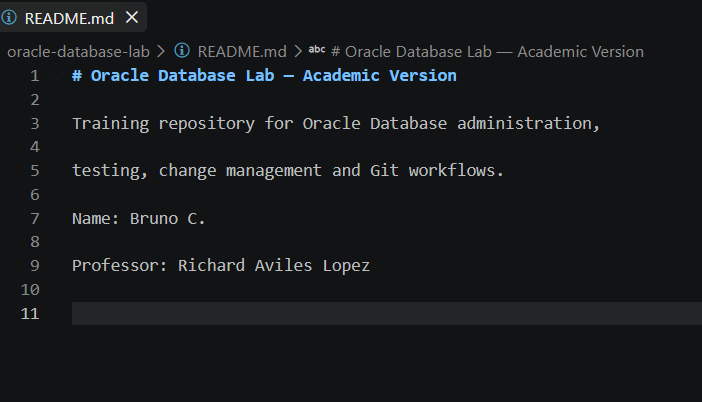 README.md
oracle-database-lab > README.md > # Oracle Database Lab — Academic Version
1 # Oracle Database Lab — Academic Version
2
3 Training repository for Oracle Database administration,
4
5 testing, change management and Git workflows.
6
7 Name: Bruno C.
8
9 Professor: Richard Aviles Lopez
10
11